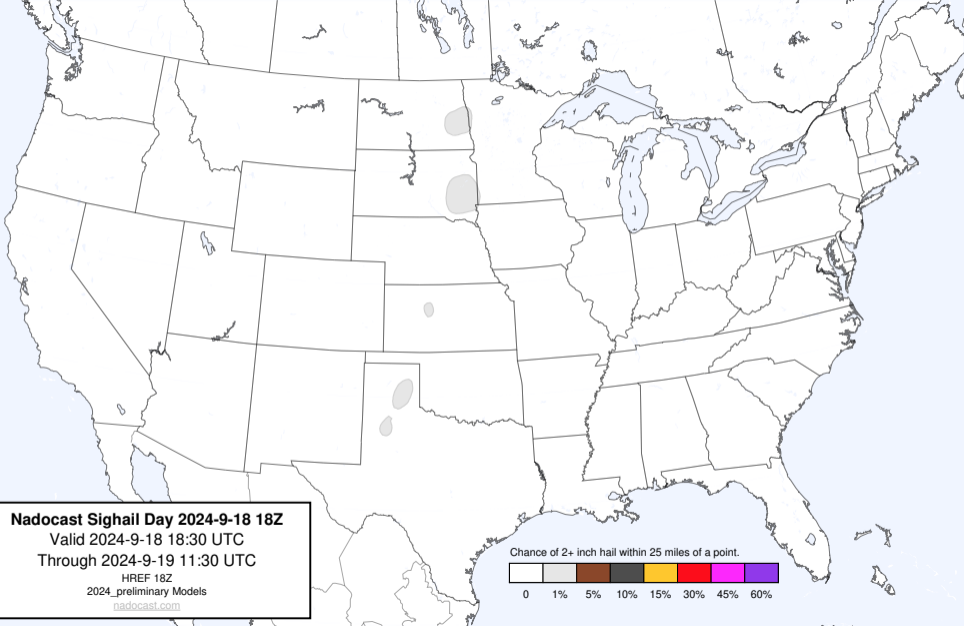 Nadocast Sighail Day 2024-9-18 18Z
Valid 2024-9-18 18:30 UTC
Through 2024-9-19 11:30 UTC
HREF 18Z
2024_preliminary Models
nadocast.com
Chance of 2+ inch hail within 25 miles of a point.
0 1% 5% 10% 15% 30% 45% 60%